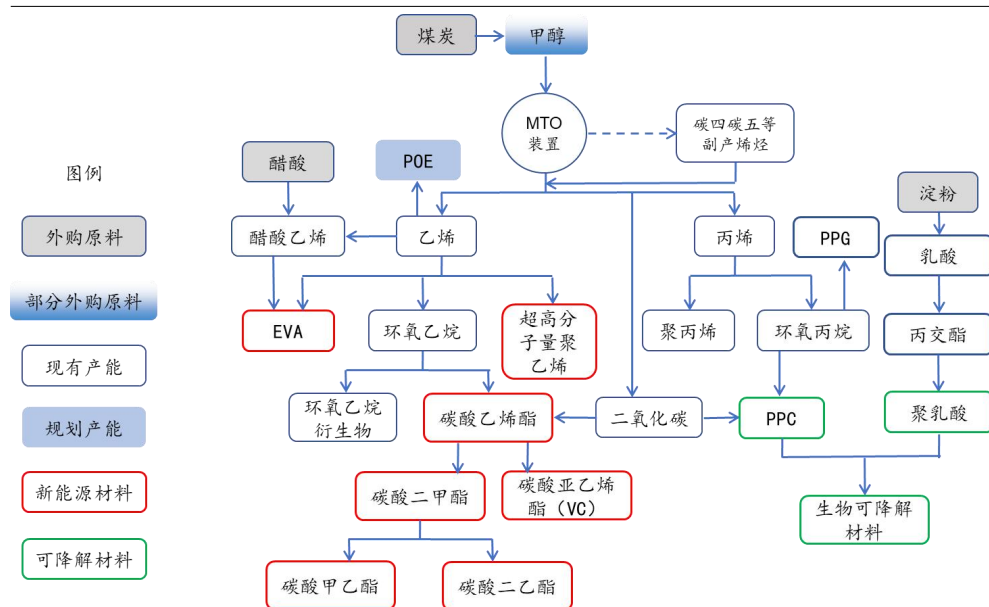 煤炭
甲醇
MTO
装置
碳四碳五等
副产烯烃
图例
醋酸
POE
淀粉
外购原料
醋酸乙烯
乙烯
丙烯
PPG
乳酸
部分外购原料
EVA
环氧乙烷
超高分
子量聚
乙烯
聚丙烯
环氧丙烷
丙交酯
现有产能
环氧乙烷
衍生物
碳酸乙烯酯
二氧化碳
PPC
聚乳酸
规划产能
新能源材料
碳酸二甲酯
碳酸亚乙烯
酯（VC）
生物可降解
材料
可降解材料
碳酸甲乙酯
碳酸二乙酯